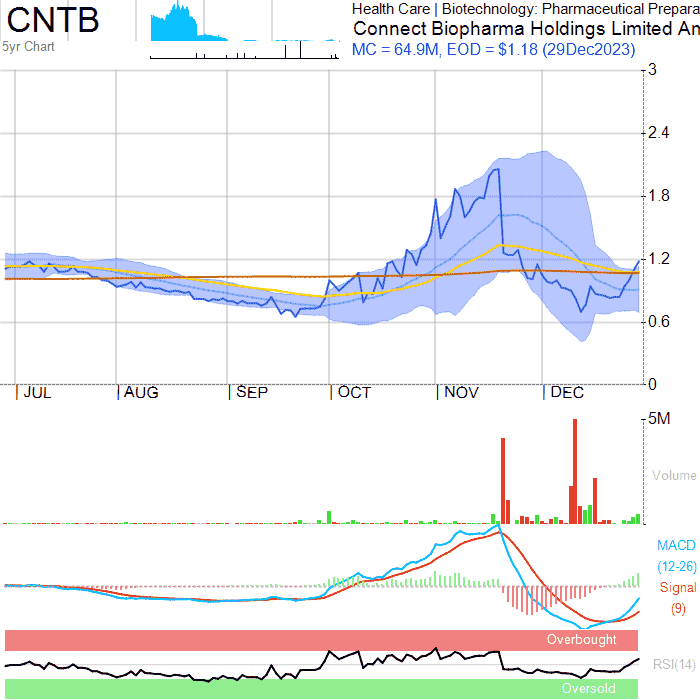 CNTB
5yr Chart
Health Care | Biotechnology: Pharmaceutical Prepara
Connect Biopharma Holdings Limited An
MC = 64.9M, EOD = $1.18 (29Dec2023)
3
2.4
1.8
1.2
0.6
0
JUL AUG SEP OCT NOV DEC
5M
Volume
MACD
(12-26)
Signal
(9)
Overbought
RSI(14)
Oversold